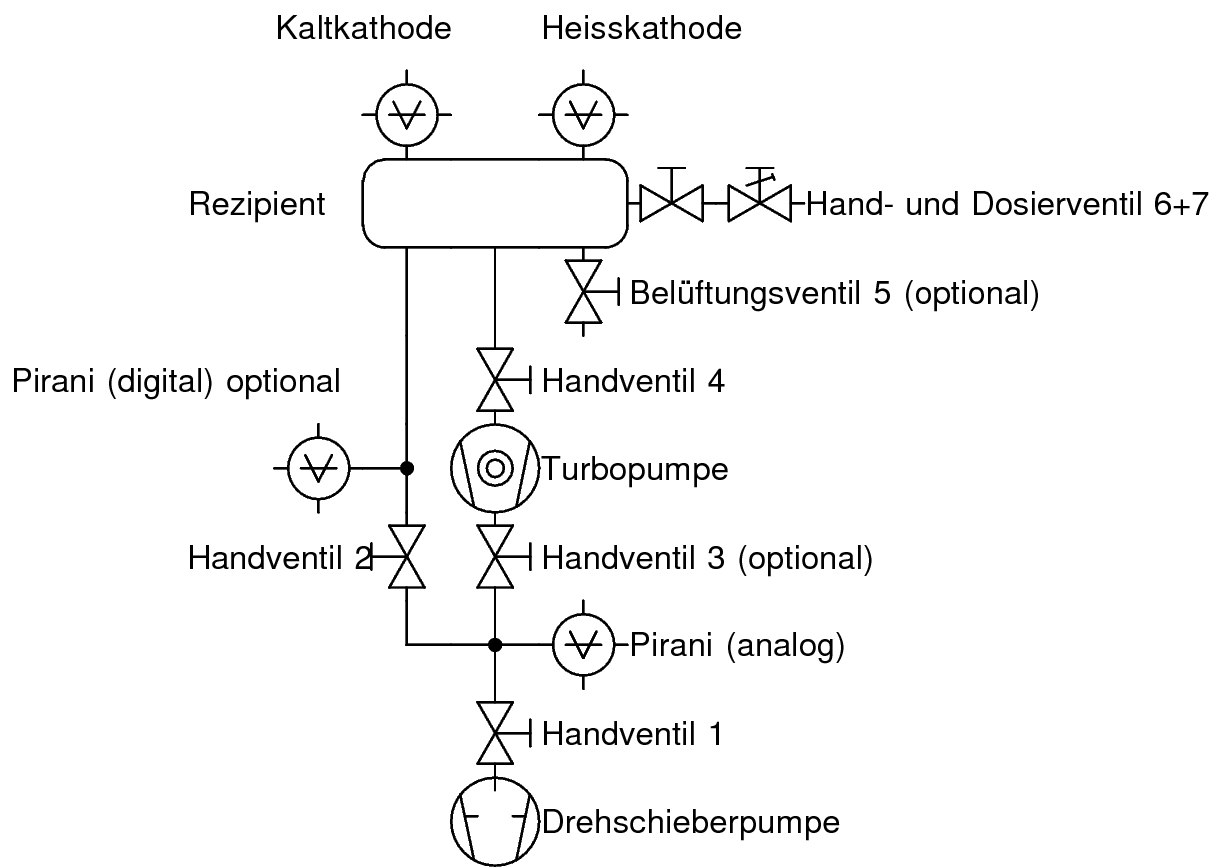 Kaltkathode
Heisskathode
Rezipient
Hand- und Dosierventil 6+7
Belüftungsventil 5 (optional)
Pirani (digital) optional
Handventil 4
Turbopumpe
Handventil 2
Handventil 3 (optional)
Pirani (analog)
Handventil 1
Drehschieberpumpe